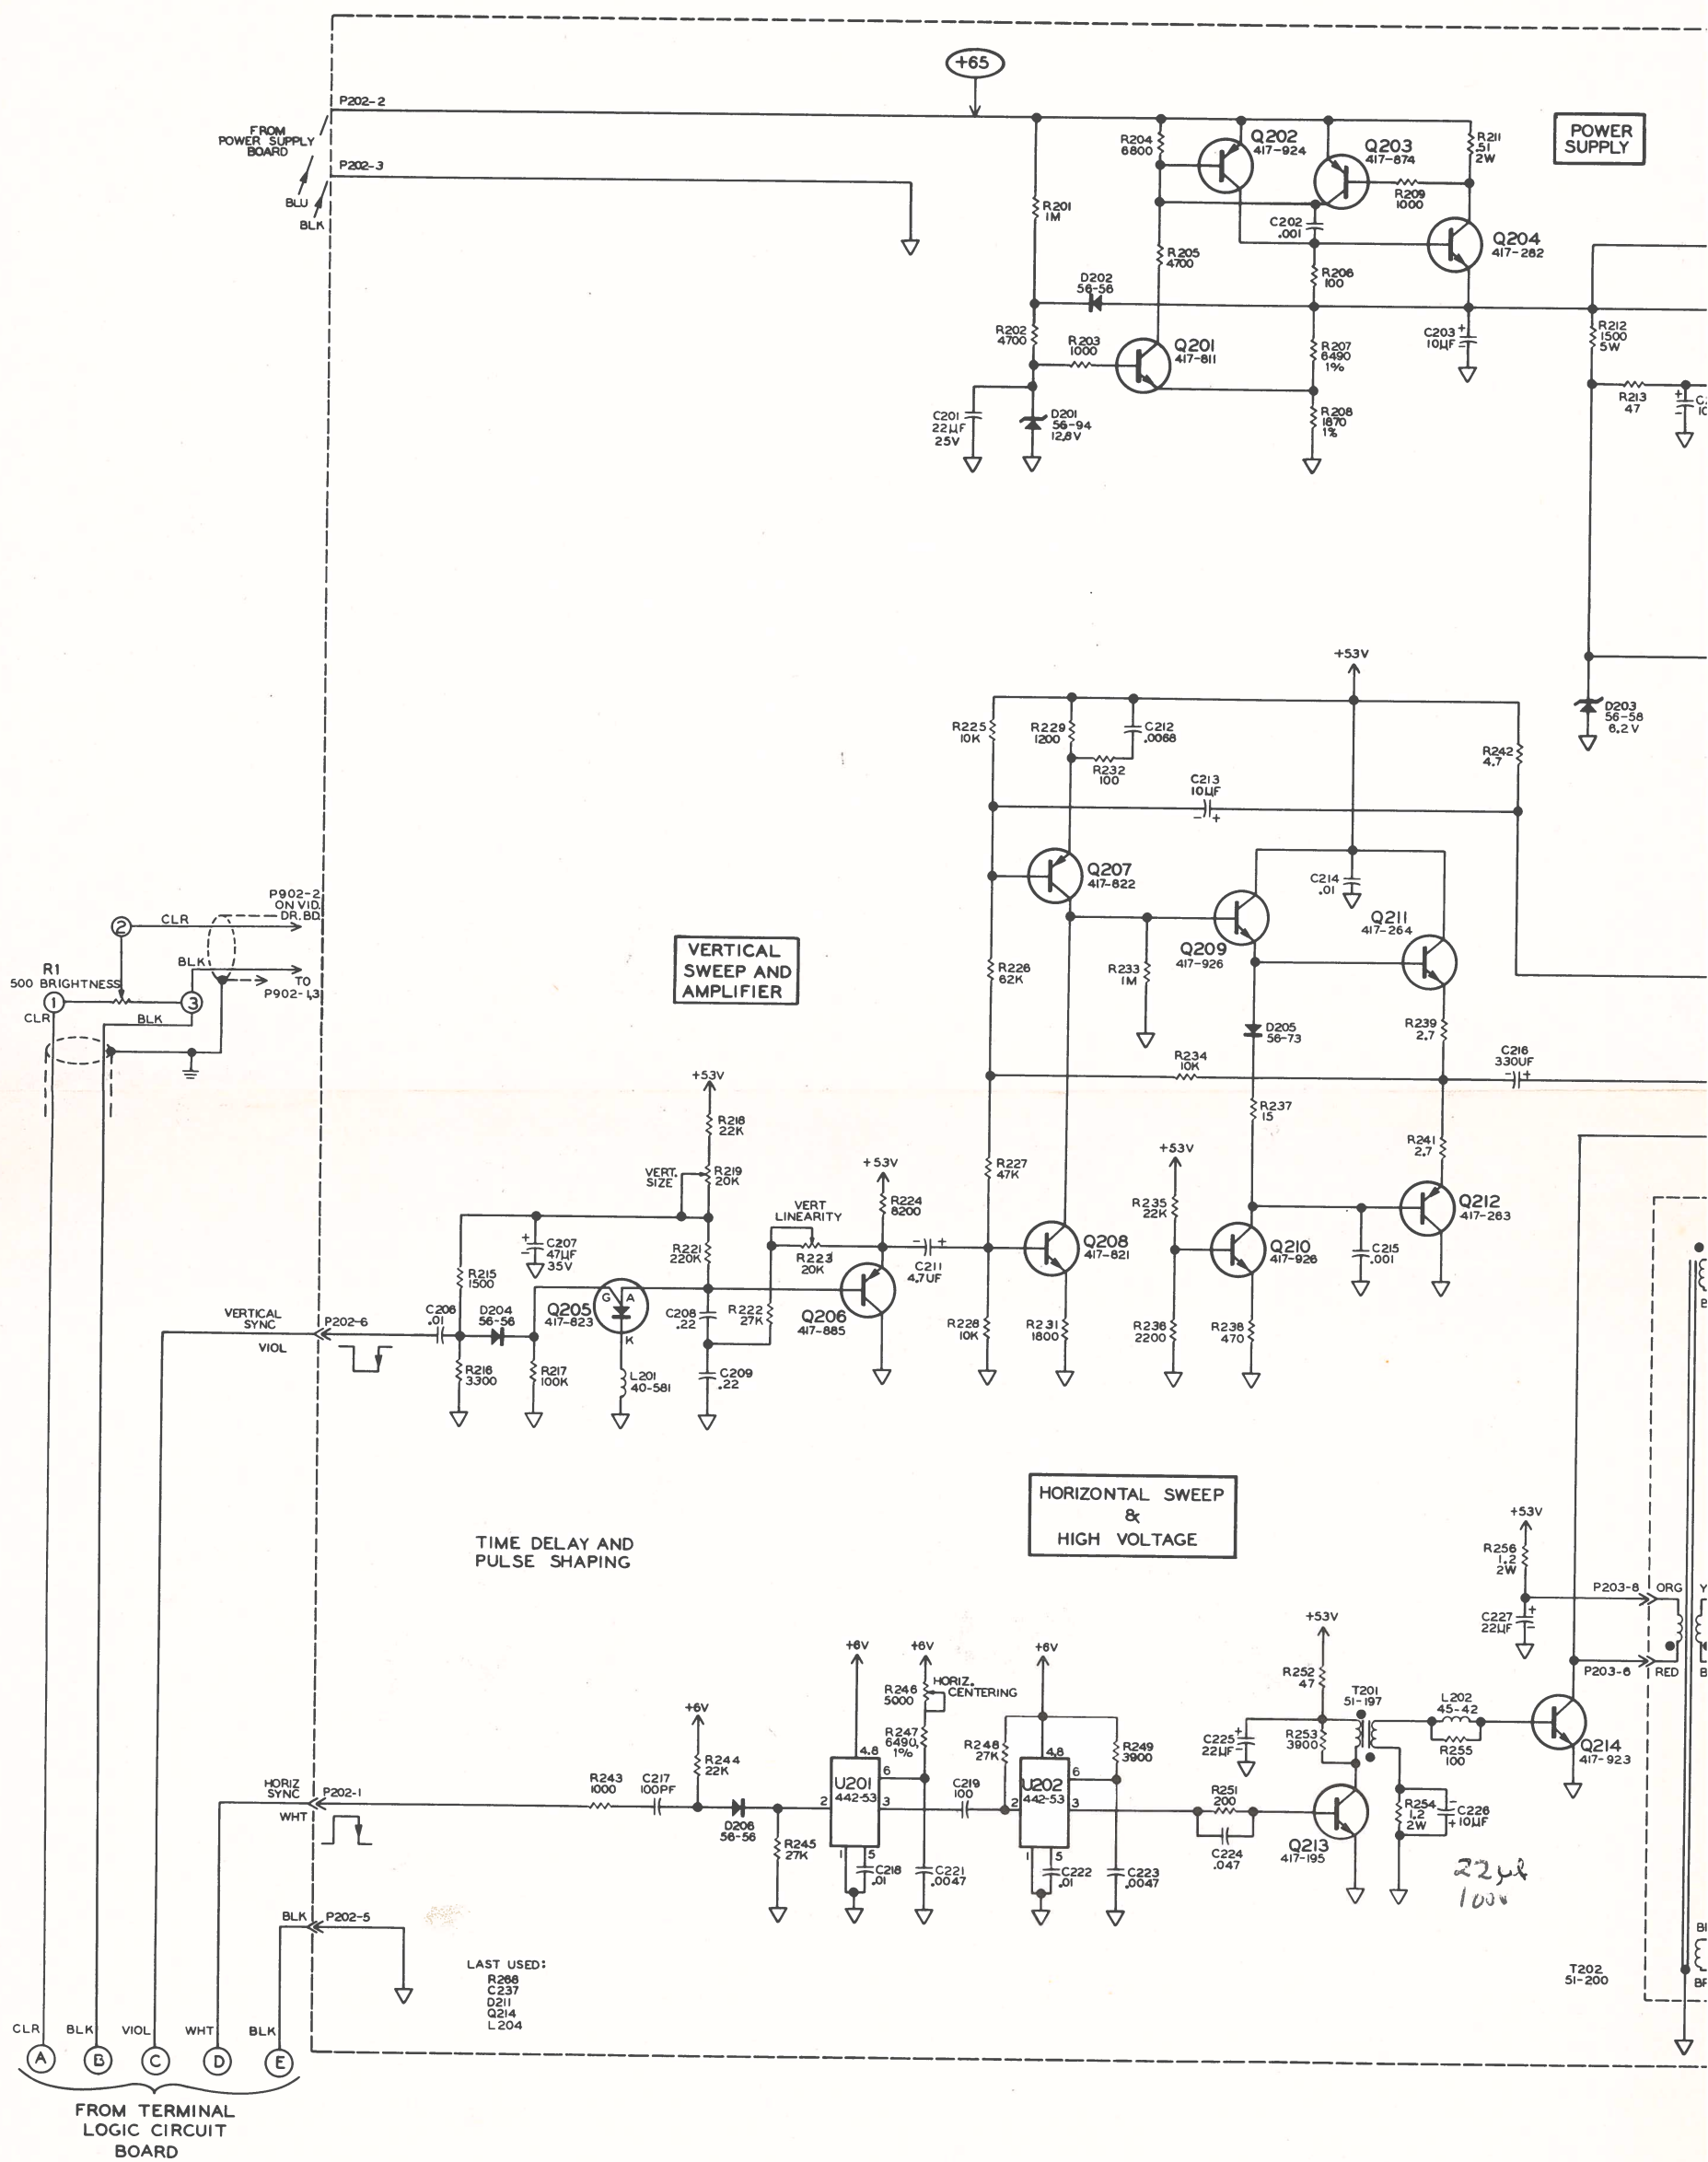 +65
P202-2
FROM
POWER SUPPLY
BOARD
P202-3
BLU
BLK
R204
6800
Q202
417-924
Q203
417-874
R211
.51
2W
POWER
SUPPLY
R201
1M
R209
1000
C202
.001
Q204
417-282
R205
4700
R206
100
D202
56-56
R202
4700
R203
1000
Q201
417-811
R207
6490
1%
C203
10µF
+
-
R212
1500
5W
C201
22µF
25V
D201
56-94
12.8V
R208
1870
1%
R213
47
+
-
+53V
D203
56-58
6.2V
R225
10K
R229
1200
C212
.0068
R232
100
R242
4.7
C213
10µF
- +
Q207
417-822
C214
.01
Q211
417-264
Q209
417-926
P902-2
ON VID.
DR. BD.
2
CLR
BLK
TO
P902-1,3
R1
500 BRIGHTNESS
1
3
CLR
BLK
VERTICAL
SWEEP AND
AMPLIFIER
R226
62K
R233
1M
D205
56-73
R239
2.7
R234
10K
C216
330UF
- +
R237
15
+53V
R218
22K
R241
2.7
VERT.
SIZE
R219
20K
+53V
R224
8200
R227
47K
+53V
R235
22K
Q212
417-263
VERT
LINEARITY
+
-
C207
47µF
35V
R221
220K
R223
20K
- +
C211
4.7UF
Q208
417-821
Q210
417-926
C215
.001
R215
1500
VERTICAL
SYNC
VIOL
P202-6
C206
.01
D204
56-56
Q205
417-823
G A
K
C208
.22
R222
27K
Q206
417-885
R228
10K
R231
1800
R236
2200
R238
470
R216
3300
R217
100K
L201
40-581
C209
.22
HORIZONTAL SWEEP
&
HIGH VOLTAGE
TIME DELAY AND
PULSE SHAPING
+53V
R256
1.2
2W
P203-8
ORG
C227
22µF
+
-
P203-6
RED
+6V
+6V
+6V
+53V
R246
5000
HORIZ.
CENTERING
R252
47
T201
51-197
L202
45-42
+6V
R247
6490,
1%
R248
27K
R249
3900
C225
22µF
+
-
R253
3900
R255
100
Q214
417-923
R244
22K
4,8
4,8
HORIZ
SYNC
WHT
P202-1
R243
1000
C217
100PF
D206
56-56
2
U201
442-53
6
3
C219
100
2
U202
442-53
6
3
R251
200
R254
1.2
2W
-
+
C226
10µF
R245
27K
1
5
C218
.01
C221
.0047
1
5
C222
.01
C223
.0047
C224
.047
Q213
417-195
22µf
100v
BLK
P202-5
LAST USED:
R268
C237
D211
Q214
L204
T202
51-200
CLR
BLK
VIOL
WHT
BLK
A
B
C
D
E
FROM TERMINAL
LOGIC CIRCUIT
BOARD